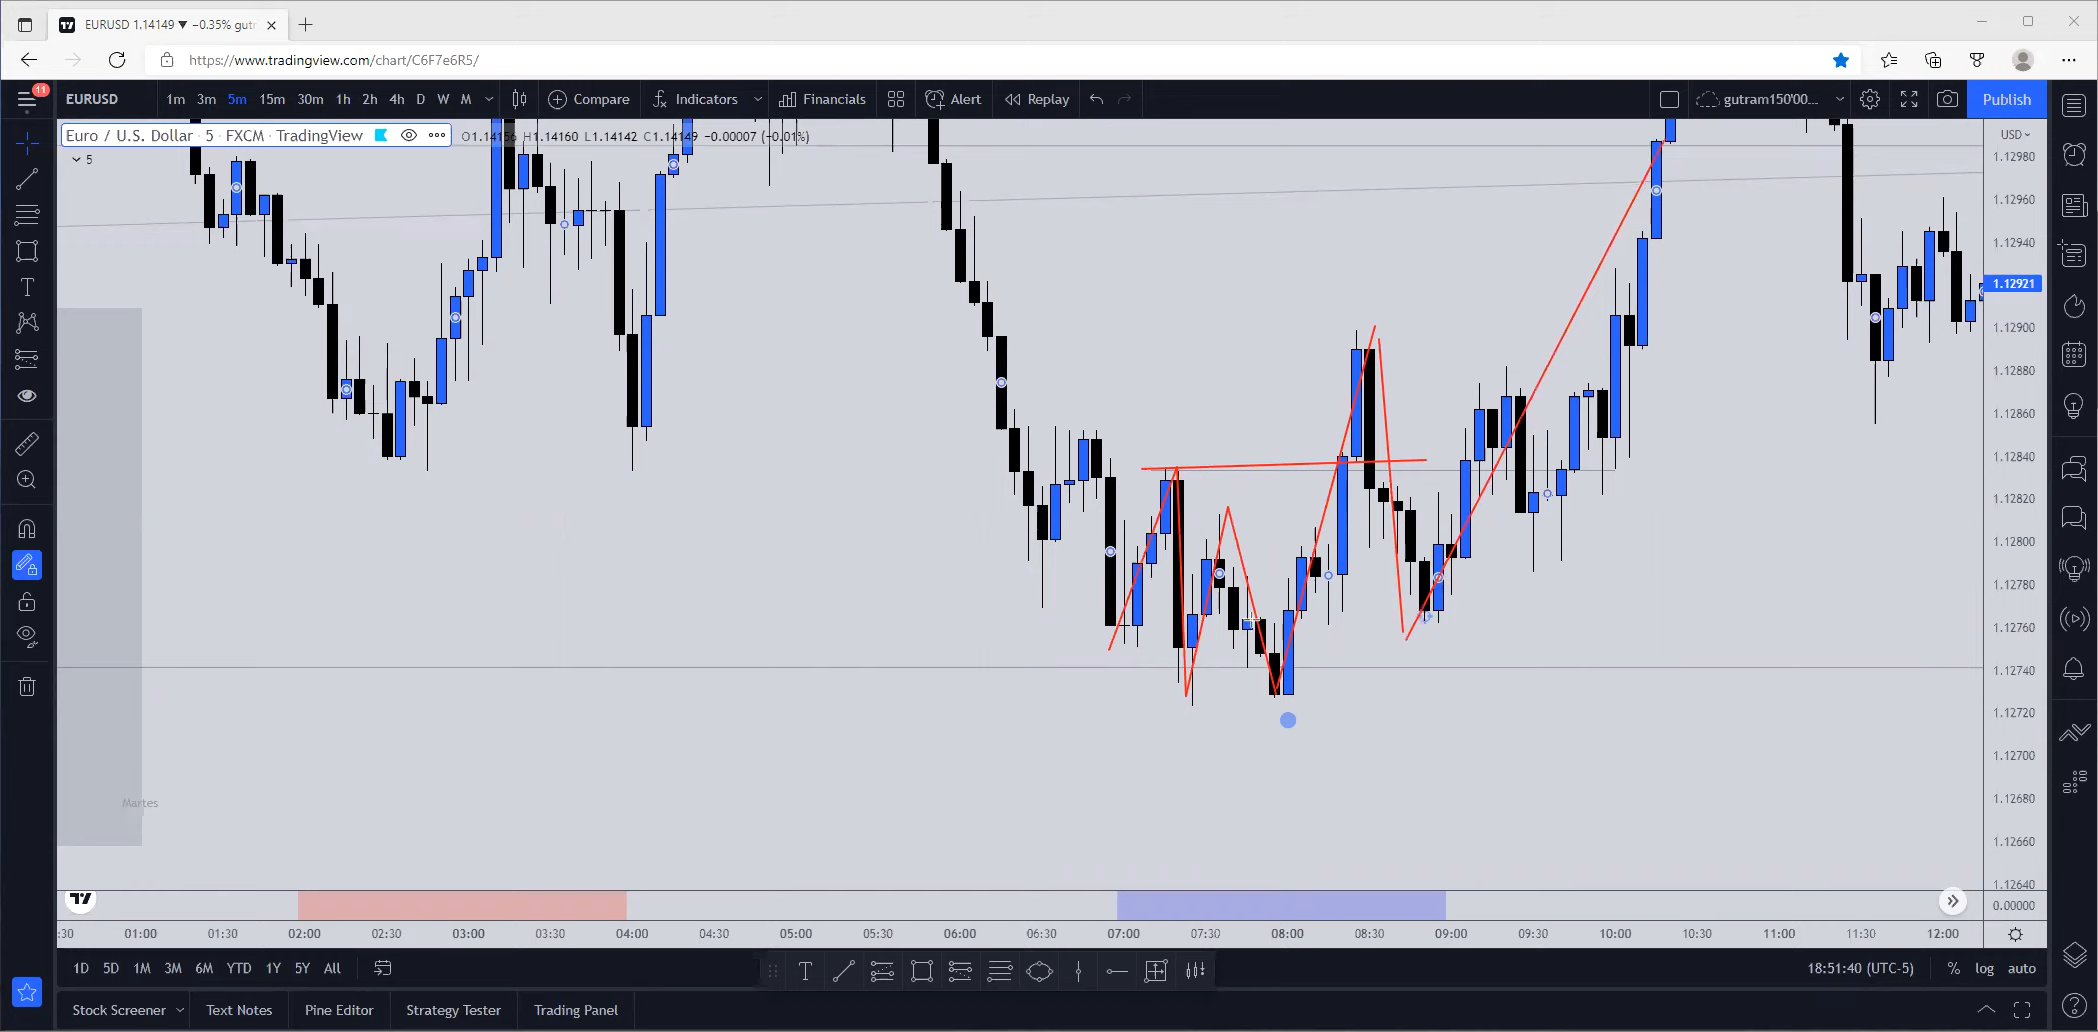 EURUSD 1.14149 ▼ −0.35% gutr
https://www.tradingview.com/chart/C6F7e6R5/
11
EURUSD 1m 3m 5m 15m 30m 1h 2h 4h D W M Compare Indicators Financials Alert Replay gutram150'00... Publish
Euro / U.S. Dollar · 5 · FXCM · TradingView O1.14156 H1.14160 L1.14142 C1.14149 −0.00007 (−0.01%)
5
USD
1.12980
1.12960
1.12940
1.12921
1.12900
1.12880
1.12860
1.12840
1.12820
1.12800
1.12780
1.12760
1.12740
1.12720
1.12700
1.12680
1.12660
1.12640
0.00000
Martes
:30 01:00 01:30 02:00 02:30 03:00 03:30 04:00 04:30 05:00 05:30 06:00 06:30 07:00 07:30 08:00 08:30 09:00 09:30 10:00 10:30 11:00 11:30 12:00
1D 5D 1M 3M 6M YTD 1Y 5Y All 18:51:40 (UTC-5) % log auto
Stock Screener Text Notes Pine Editor Strategy Tester Trading Panel